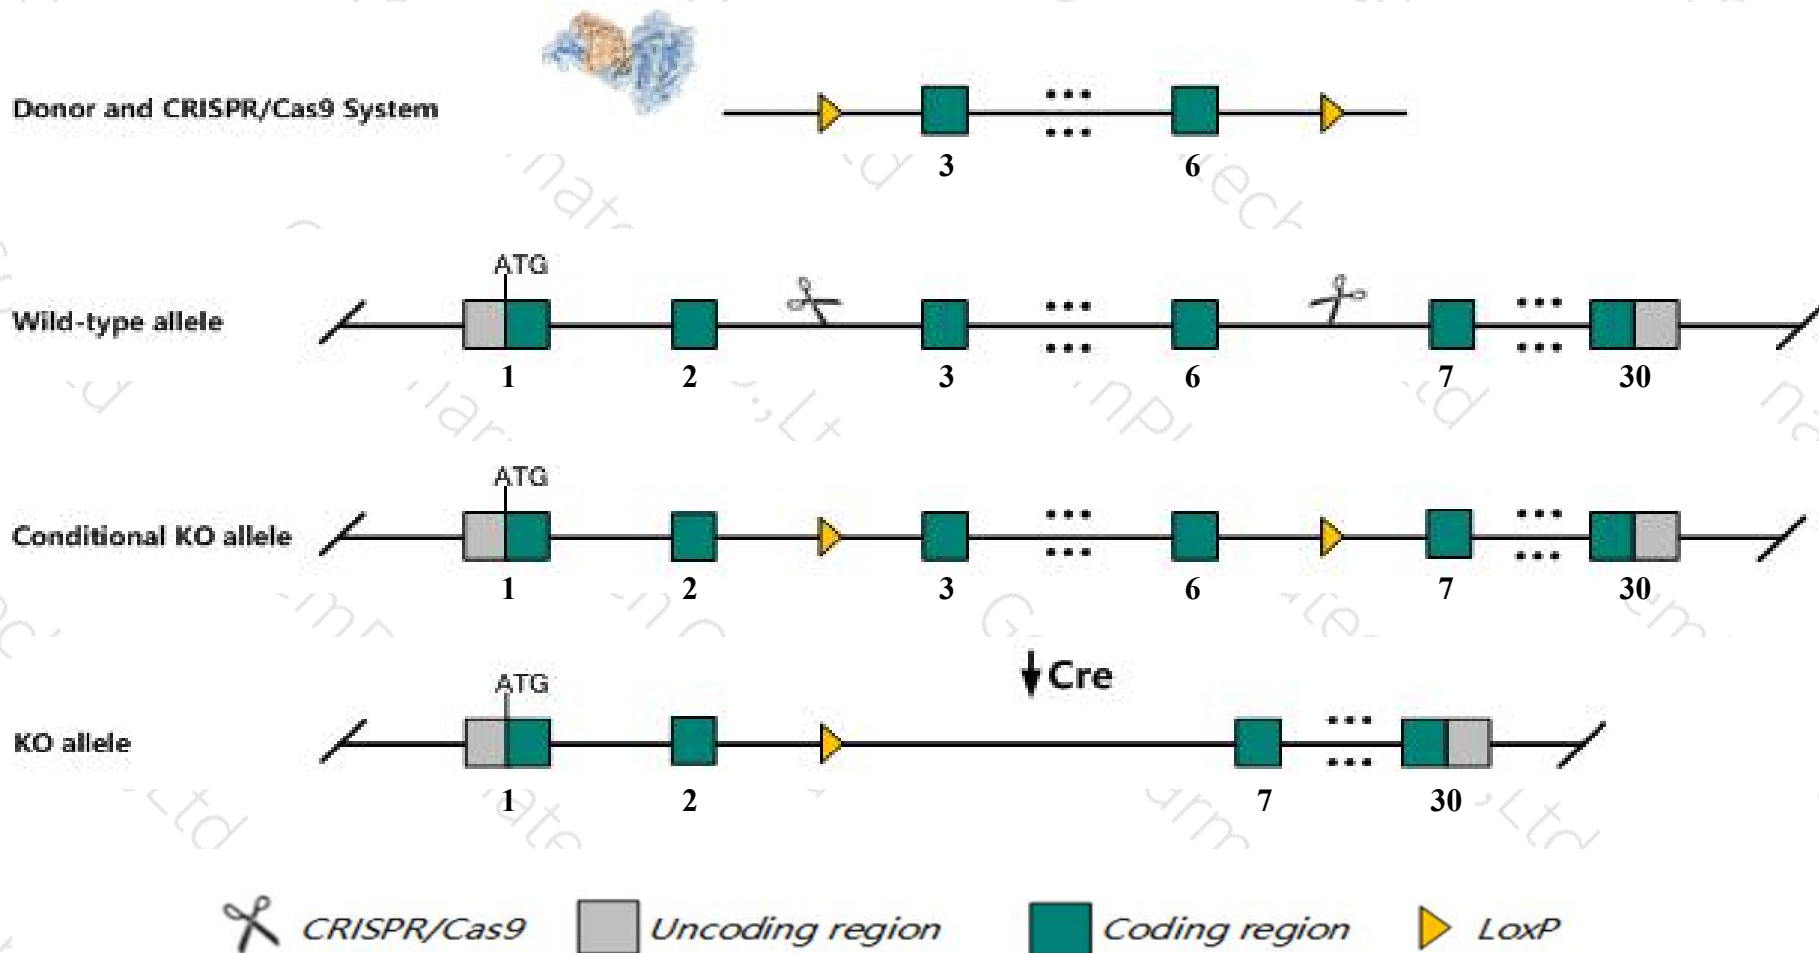 Donor and CRISPR/Cas9 System
3 6
ATG
Wild-type allele
1 2 3 6 7 30
ATG
Conditional KO allele
1 2 3 6 7 30
Cre
ATG
KO allele
1 2 7 30
CRISPR/Cas9 Uncoding region Coding region LoxP